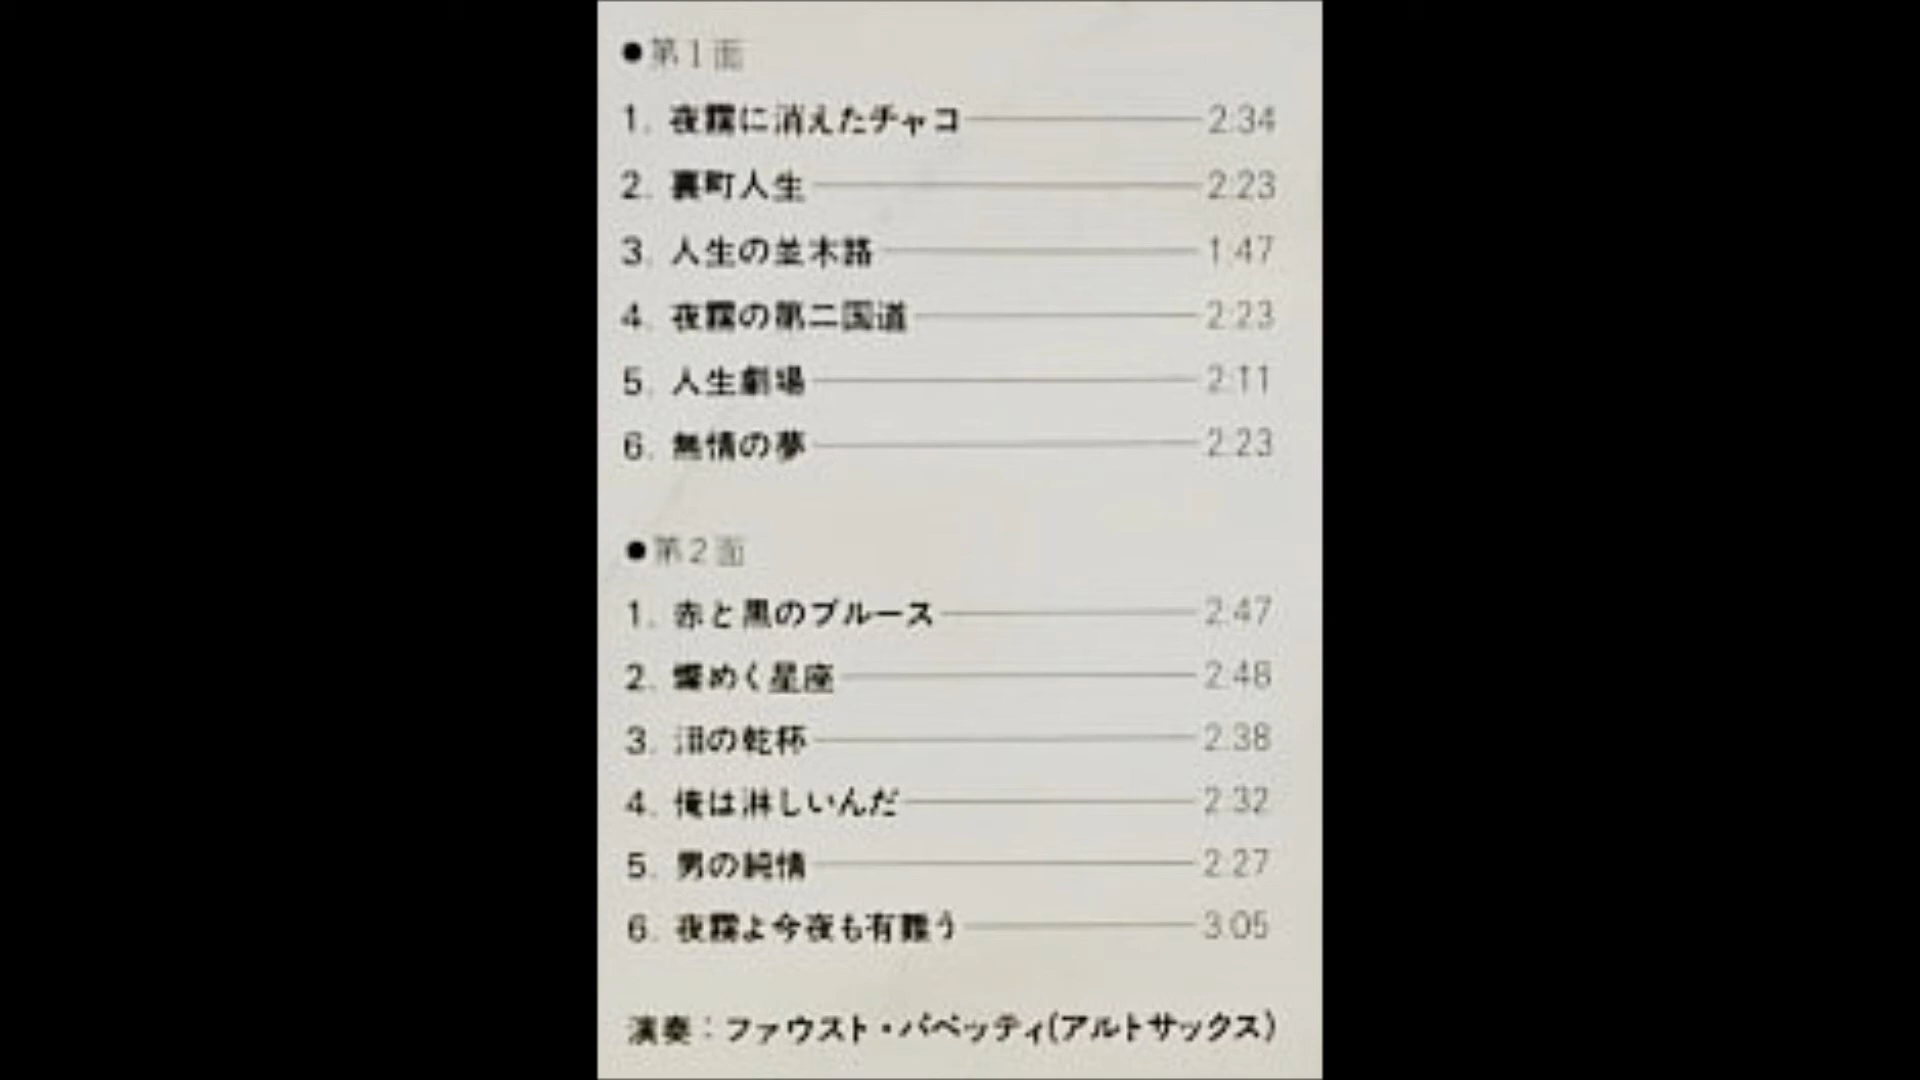 ●第1面
1. 夜霧に消えたチャコ 2:34
2. 裏町人生 2:23
3. 人生の並木路 1:47
4. 夜霧の第二国道 2:23
5. 人生劇場 2:11
6. 無情の夢 2:23
●第2面
1. 赤と黒のブルース 2:47
2. 燦めく星座 2:48
3. 泪の乾杯 2:38
4. 俺は淋しいんだ 2:32
5. 男の純情 2:27
6. 夜霧よ今夜も有難う 3:05
演奏:ファウスト・パペッティ(アルトサックス)